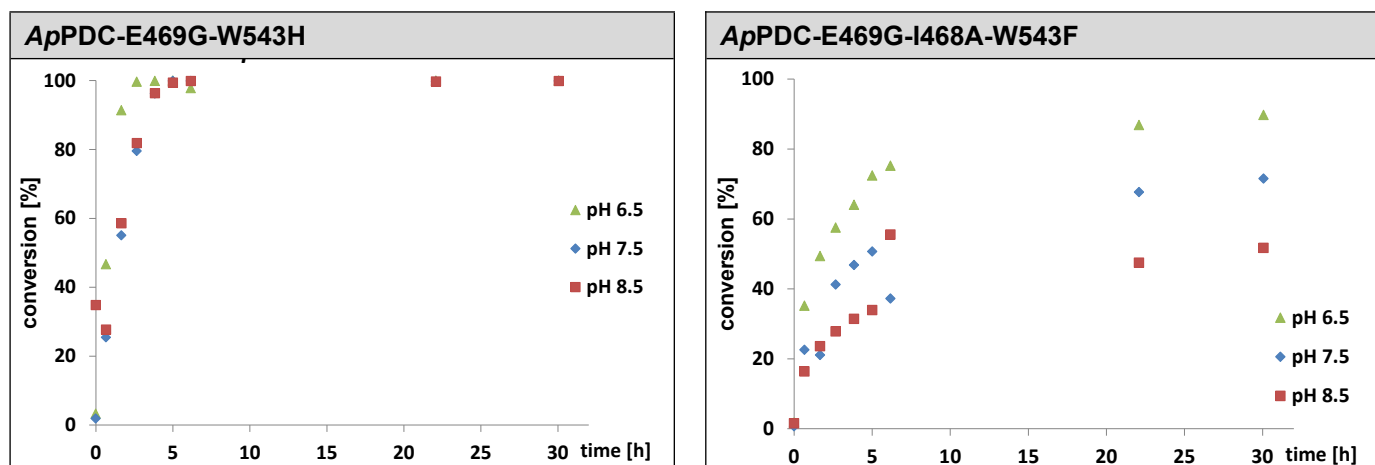 ApPDC-E469G-W543H
100
80
60
40
20
0
conversion [%]
pH 6.5
pH 7.5
pH 8.5
0 5 10 15 20 25 30 time [h]
ApPDC-E469G-I468A-W543F
100
80
60
40
20
0
conversion [%]
pH 6.5
pH 7.5
pH 8.5
0 5 10 15 20 25 30 time [h]